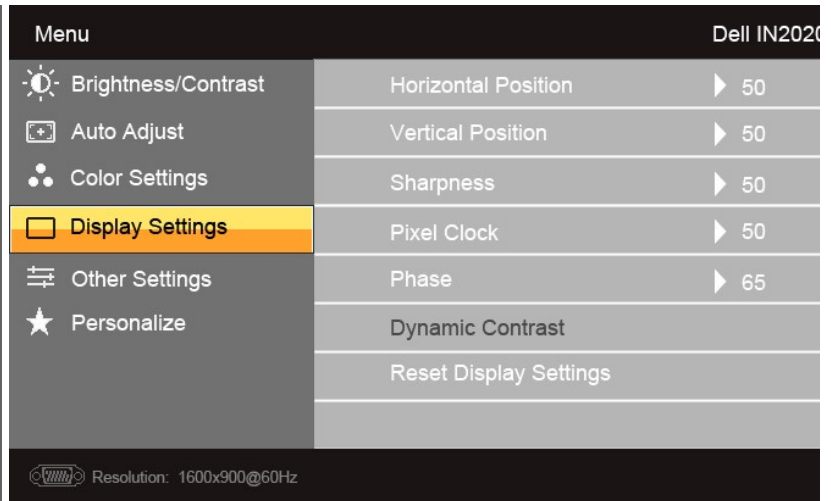 Menu
Dell IN2020
Brightness/Contrast
Auto Adjust
Color Settings
Display Settings
Other Settings
Personalize
Horizontal Position 50
Vertical Position 50
Sharpness 50
Pixel Clock 50
Phase 65
Dynamic Contrast
Reset Display Settings
Resolution: 1600x900@60Hz